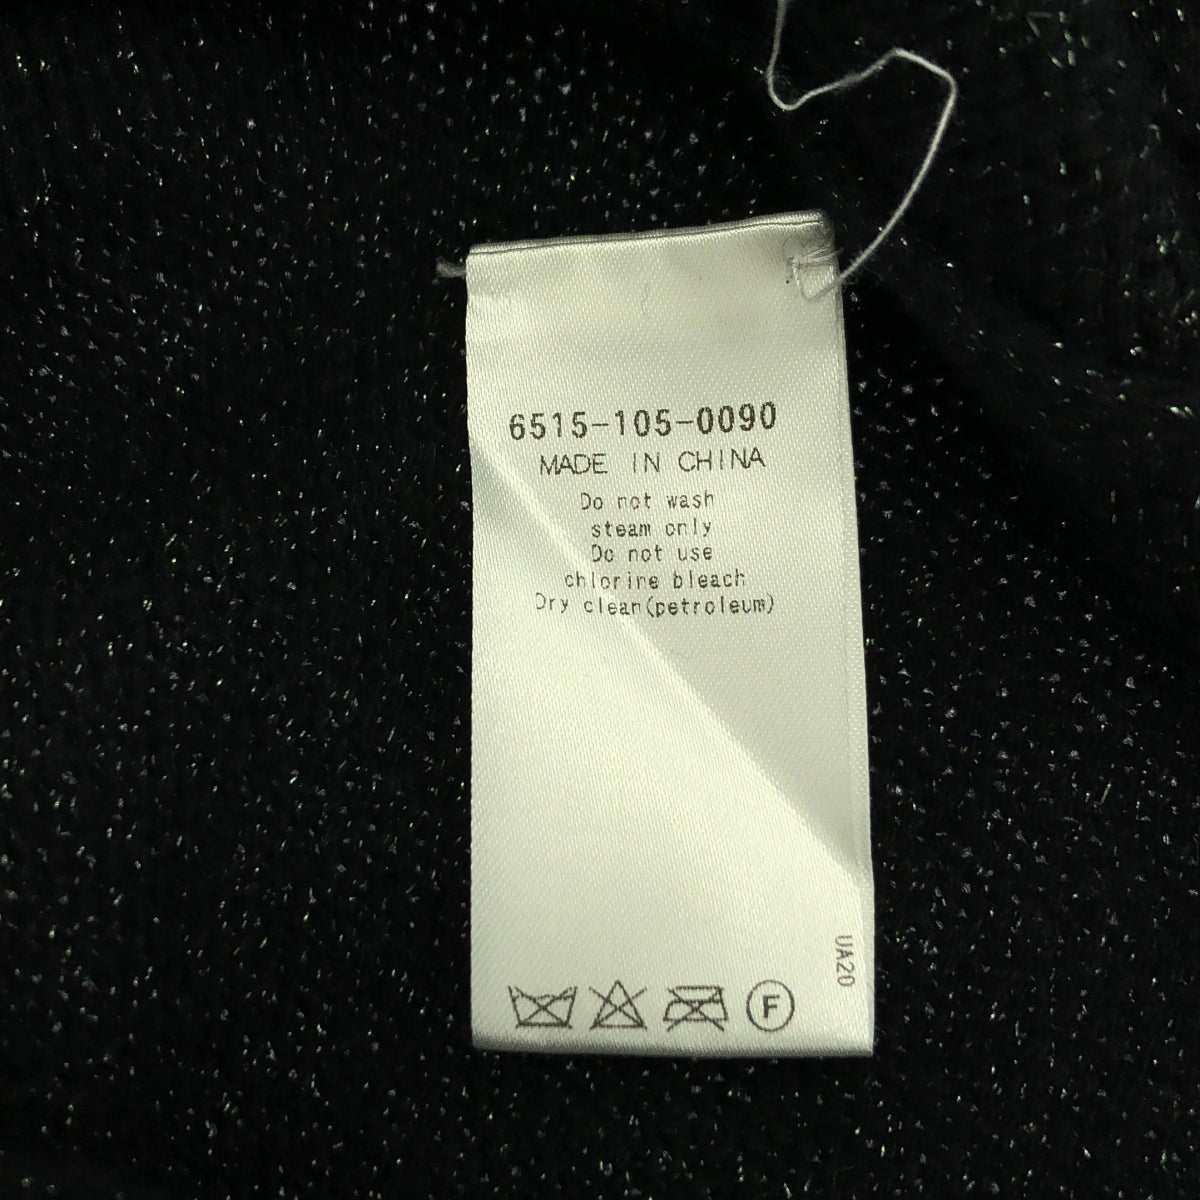 6515-105-0090
MADE IN CHINA
Do not wash
steam only
Do not use
chlorine bleach
Dry clean(petroleum)
UA20
F